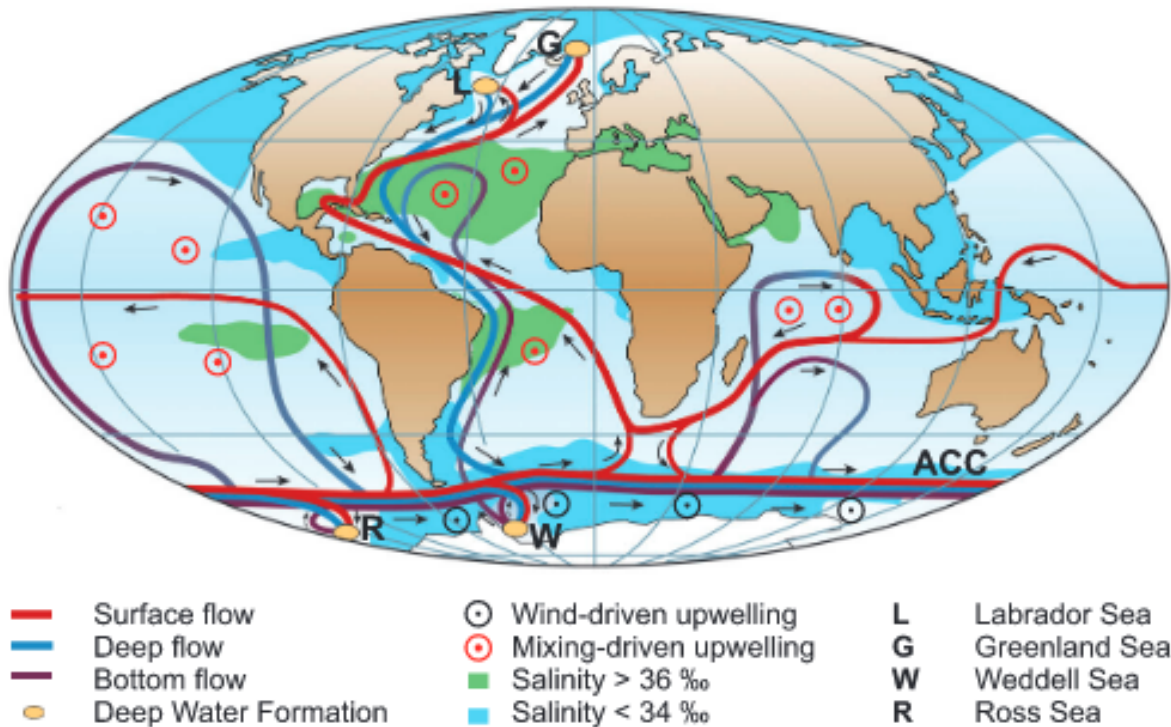 G
L
ACC
R
W
Surface flow
Deep flow
Bottom flow
Deep Water Formation
Wind-driven upwelling
Mixing-driven upwelling
Salinity > 36 ‰
Salinity < 34 ‰
L Labrador Sea
G Greenland Sea
W Weddell Sea
R Ross Sea